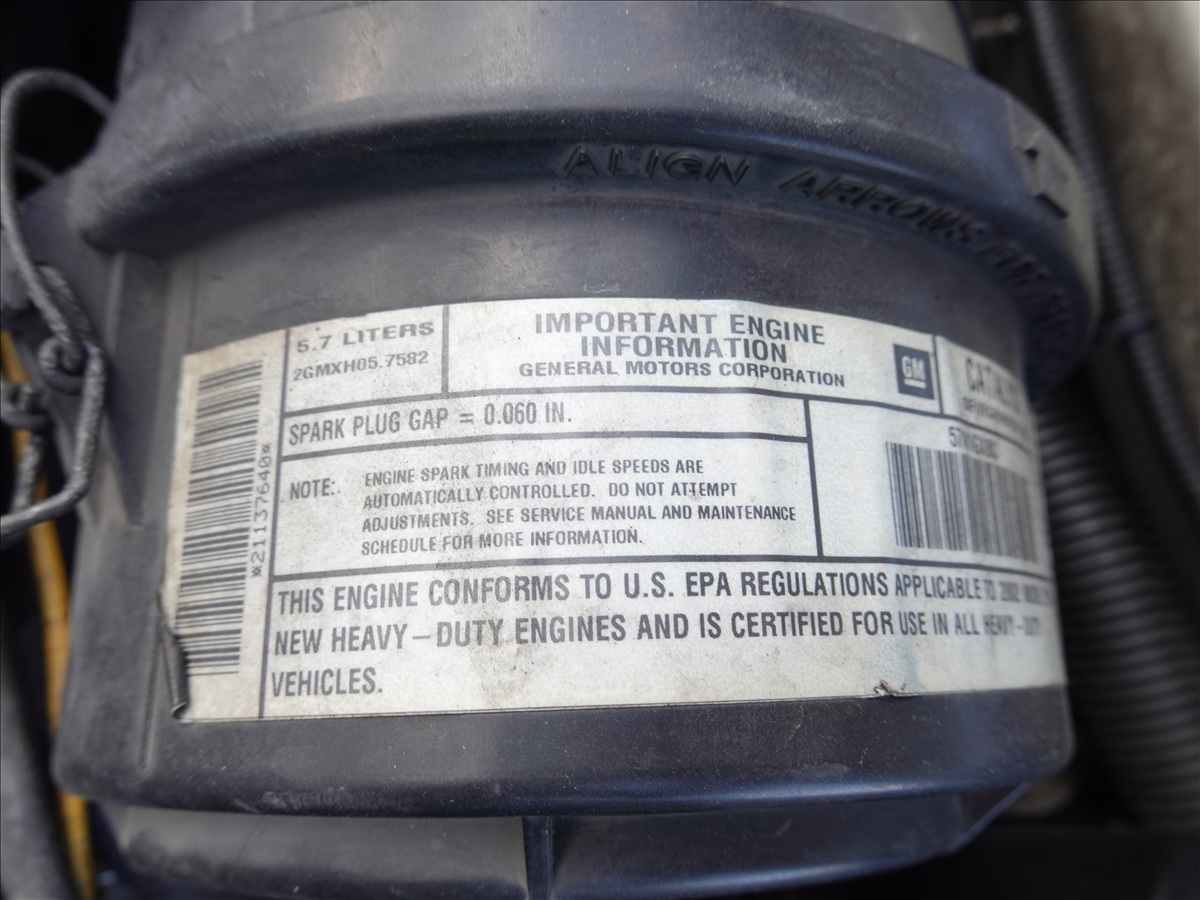 ALIGN ARROWS
5.7 LITERS
2GMXH05.7582
IMPORTANT ENGINE
INFORMATION
GENERAL MOTORS CORPORATION
GM
SPARK PLUG GAP = 0.060 IN.
NOTE: ENGINE SPARK TIMING AND IDLE SPEEDS ARE
AUTOMATICALLY CONTROLLED. DO NOT ATTEMPT
ADJUSTMENTS. SEE SERVICE MANUAL AND MAINTENANCE
SCHEDULE FOR MORE INFORMATION.
*21137640*
THIS ENGINE CONFORMS TO U.S. EPA REGULATIONS APPLICABLE TO 2002
NEW HEAVY-DUTY ENGINES AND IS CERTIFIED FOR USE IN ALL HEAVY-DUTY
VEHICLES.